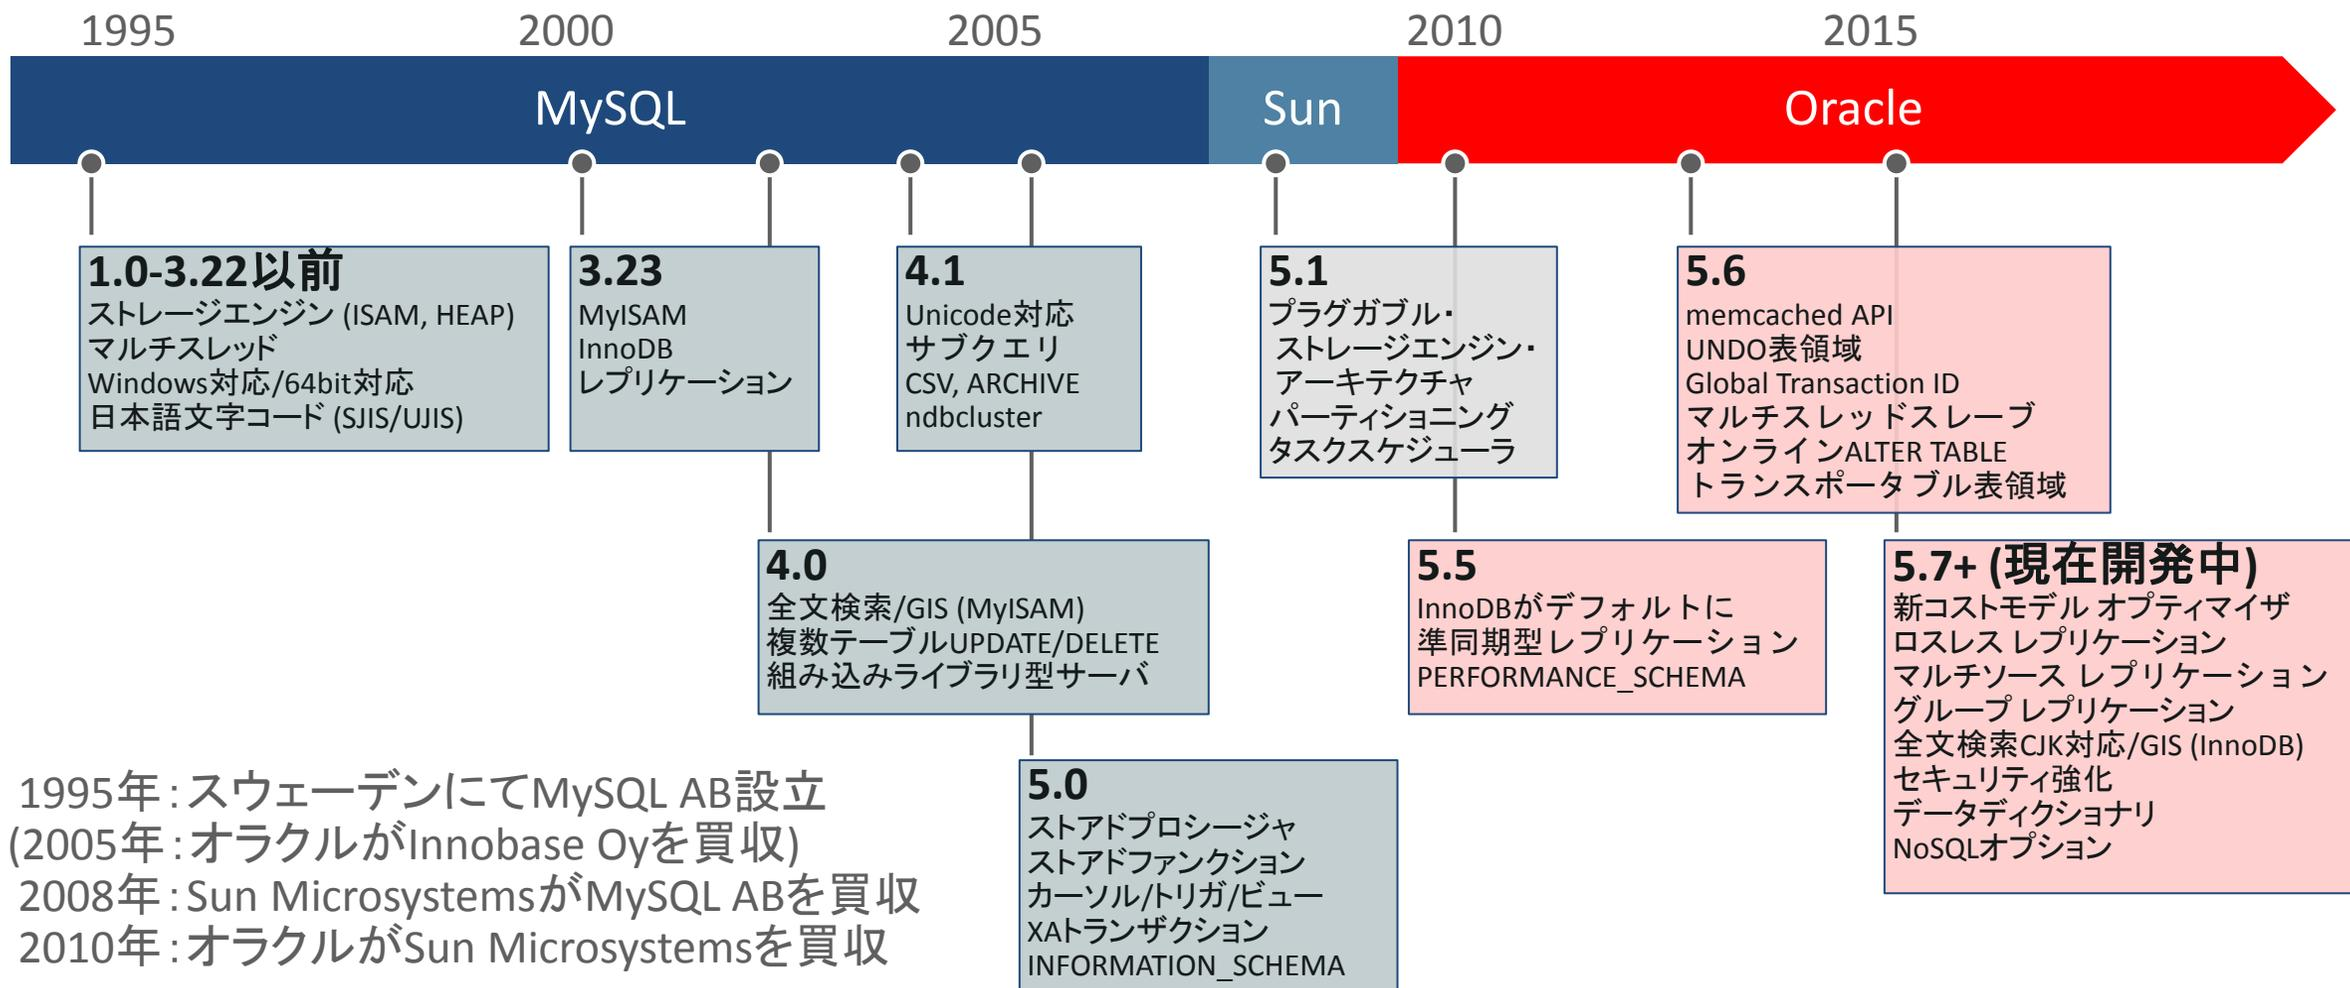 1995
2000
2005
2010
2015
MySQL
Sun
Oracle
1.0-3.22以前
ストレージエンジン (ISAM, HEAP)
マルチスレッド
Windows対応/64bit対応
日本語文字コード (SJIS/UJIS)
3.23
MyISAM
InnoDB
レプリケーション
4.1
Unicode対応
サブクエリ
CSV, ARCHIVE
ndbcluster
5.1
プラグガブル・
ストレージエンジン・
アーキテクチャ
パーティショニング
タスクスケジューラ
5.6
memcached API
UNDO表領域
Global Transaction ID
マルチスレッドスレーブ
オンラインALTER TABLE
トランスポータブル表領域
4.0
全文検索/GIS (MyISAM)
複数テーブルUPDATE/DELETE
組み込みライブラリ型サーバ
5.5
InnoDBがデフォルトに
準同期型レプリケーション
PERFORMANCE_SCHEMA
5.7+ (現在開発中)
新コストモデル オプティマイザ
ロスレス レプリケーション
マルチソース レプリケーション
グループ レプリケーション
全文検索CJK対応/GIS (InnoDB)
セキュリティ強化
データディクショナリ
NoSQLオプション
5.0
ストアドプロシージャ
ストアドファンクション
カーソル/トリガ/ビュー
XAトランザクション
INFORMATION_SCHEMA
1995年：スウェーデンにてMySQL AB設立
(2005年：オラクルがInnobase Oyを買収)
2008年：Sun MicrosystemsがMySQL ABを買収
2010年：オラクルがSun Microsystemsを買収